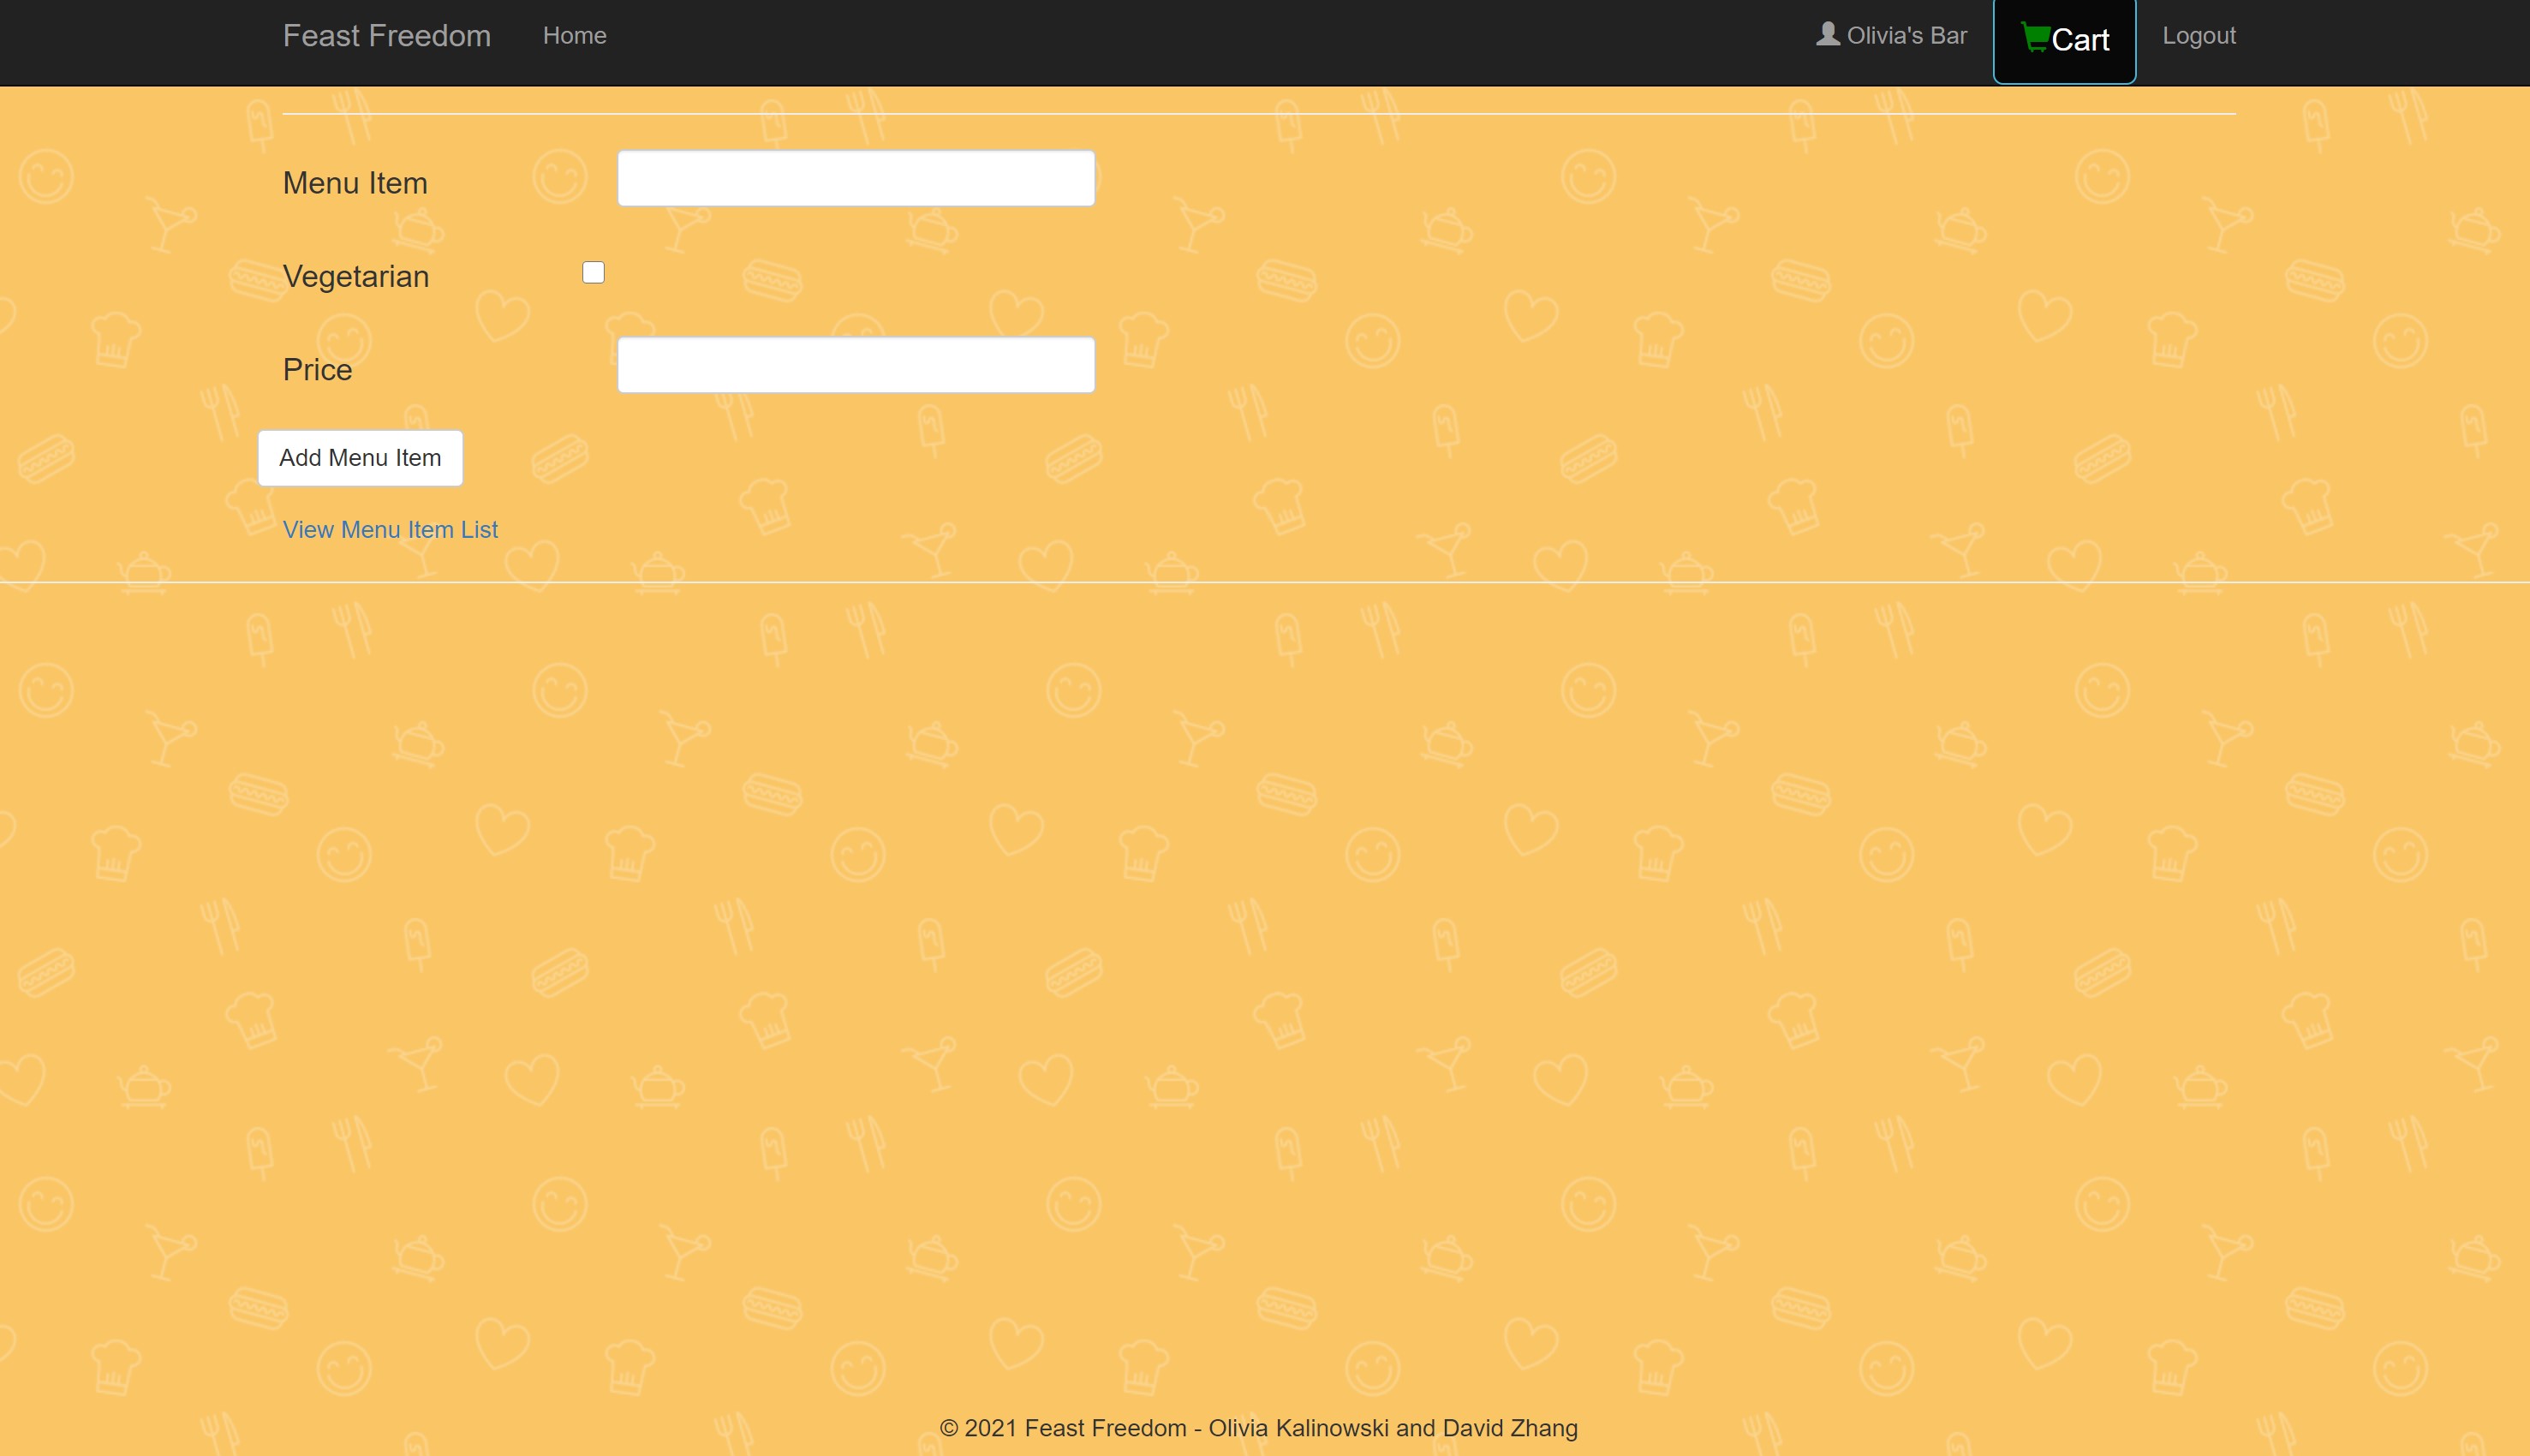 Feast Freedom Home Olivia's Bar Cart Logout
Menu Item
Vegetarian
Price
Add Menu Item
View Menu Item List
© 2021 Feast Freedom - Olivia Kalinowski and David Zhang